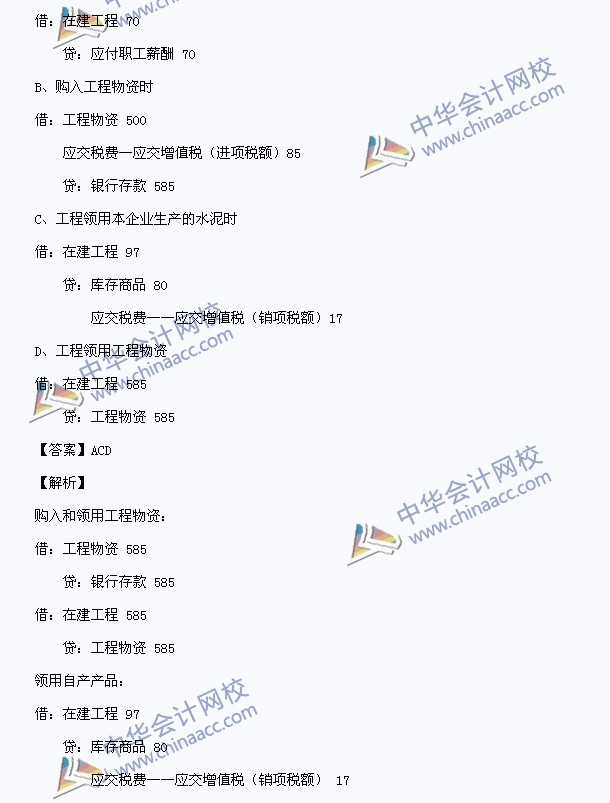 借：在建工程 70
贷：应付职工薪酬 70
B、购入工程物资时
借：工程物资 500
应交税费—应交增值税（进项税额）85
贷：银行存款 585
C、工程领用本企业生产的水泥时
借：在建工程 97
贷：库存商品 80
应交税费——应交增值税（销项税额）17
D、工程领用工程物资
借：在建工程 585
贷：工程物资 585
【答案】ACD
【解析】
购入和领用工程物资：
借：工程物资 585
贷：银行存款 585
借：在建工程 585
贷：工程物资 585
领用自产产品：
借：在建工程 97
贷：库存商品 80
应交税费——应交增值税（销项税额） 17
中华会计网校
www.chinaacc.com
中华会计网校
www.chinaacc.com
中华会计网校
www.chinaacc.com
中华会计网校
www.chinaacc.com
中华会计网校
www.chinaacc.com